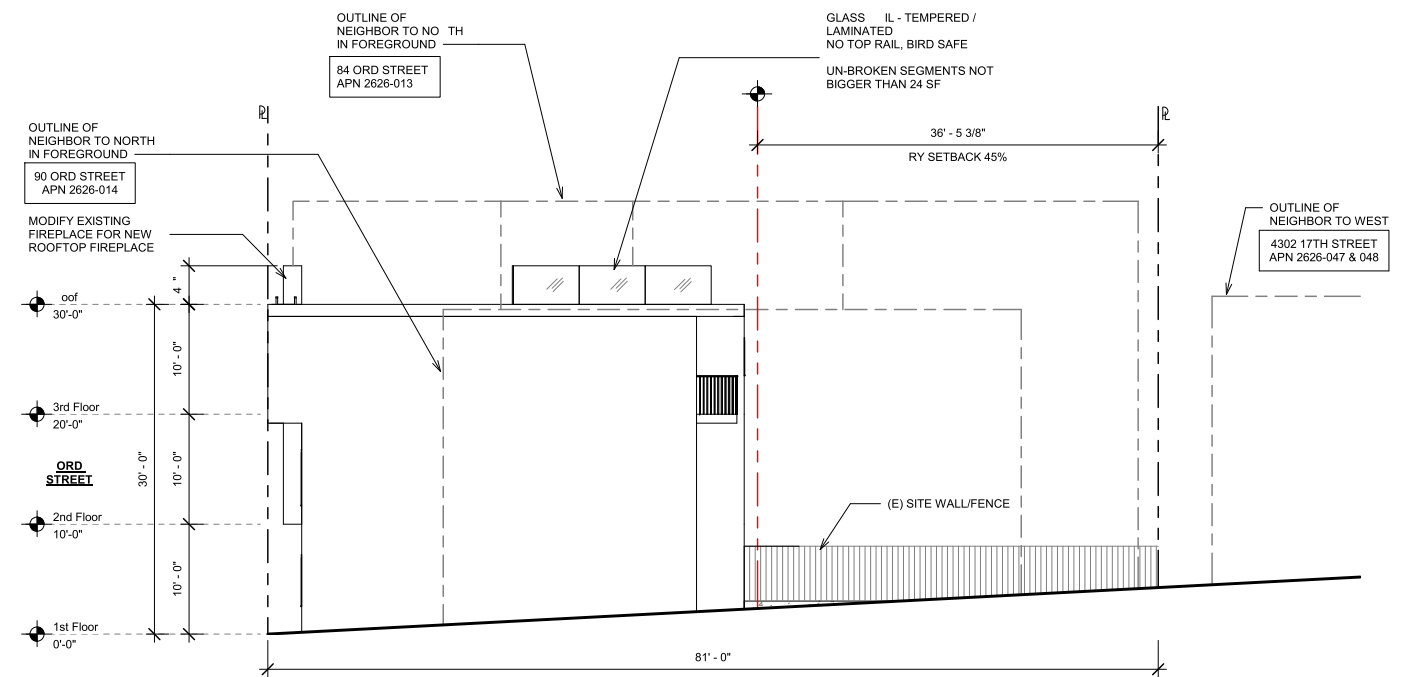 OUTLINE OF
NEIGHBOR TO NO TH
IN FOREGROUND
84 ORD STREET
APN 2626-013
GLASS IL - TEMPERED /
LAMINATED
NO TOP RAIL, BIRD SAFE
UN-BROKEN SEGMENTS NOT
BIGGER THAN 24 SF
PL
PL
OUTLINE OF
NEIGHBOR TO NORTH
IN FOREGROUND
90 ORD STREET
APN 2626-014
36' - 5 3/8"
RY SETBACK 45%
MODIFY EXISTING
FIREPLACE FOR NEW
ROOFTOP FIREPLACE
OUTLINE OF
NEIGHBOR TO WEST
4302 17TH STREET
APN 2626-047 & 048
4 "
oof
30'-0"
10' - 0"
3rd Floor
20'-0"
ORD
STREET
30' - 0"
10' - 0"
(E) SITE WALL/FENCE
2nd Floor
10'-0"
10' - 0"
1st Floor
0'-0"
81' - 0"